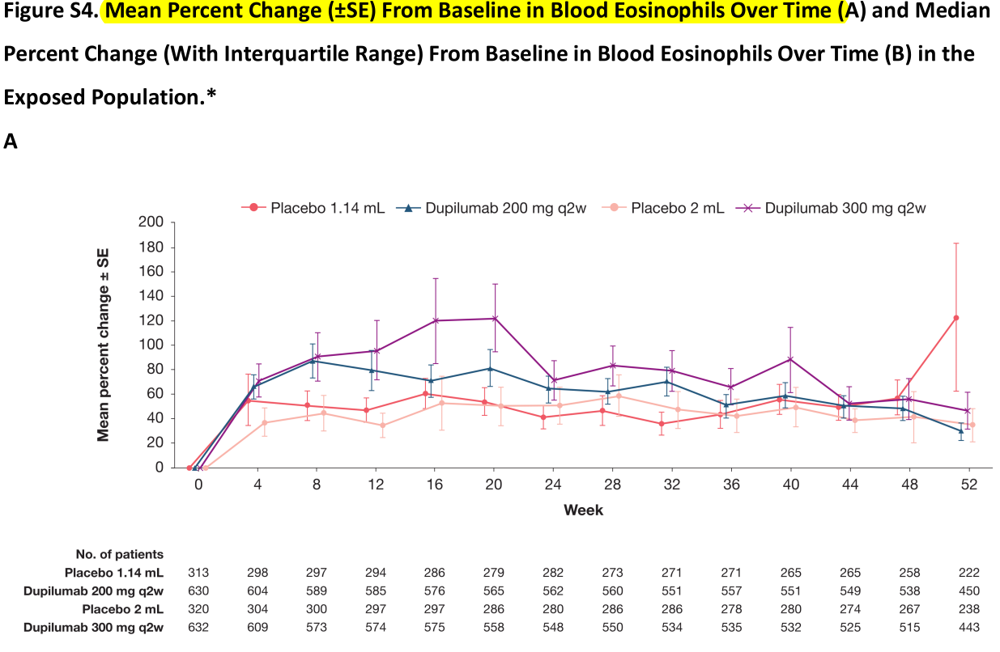 Figure S4. Mean Percent Change (±SE) From Baseline in Blood Eosinophils Over Time (A) and Median
Percent Change (With Interquartile Range) From Baseline in Blood Eosinophils Over Time (B) in the
Exposed Population.*
A
Placebo 1.14 mL Dupilumab 200 mg q2w Placebo 2 mL Dupilumab 300 mg q2w
Mean percent change ± SE
200
180
160
140
120
100
80
60
40
20
0
0 4 8 12 16 20 24 28 32 36 40 44 48 52
Week
No. of patients
Placebo 1.14 mL 313 298 297 294 286 279 282 273 271 271 265 265 258 222
Dupilumab 200 mg q2w 630 604 589 585 576 565 562 560 551 557 551 549 538 450
Placebo 2 mL 320 304 300 297 297 286 280 286 286 278 280 274 267 238
Dupilumab 300 mg q2w 632 609 573 574 575 558 548 550 534 535 532 525 515 443